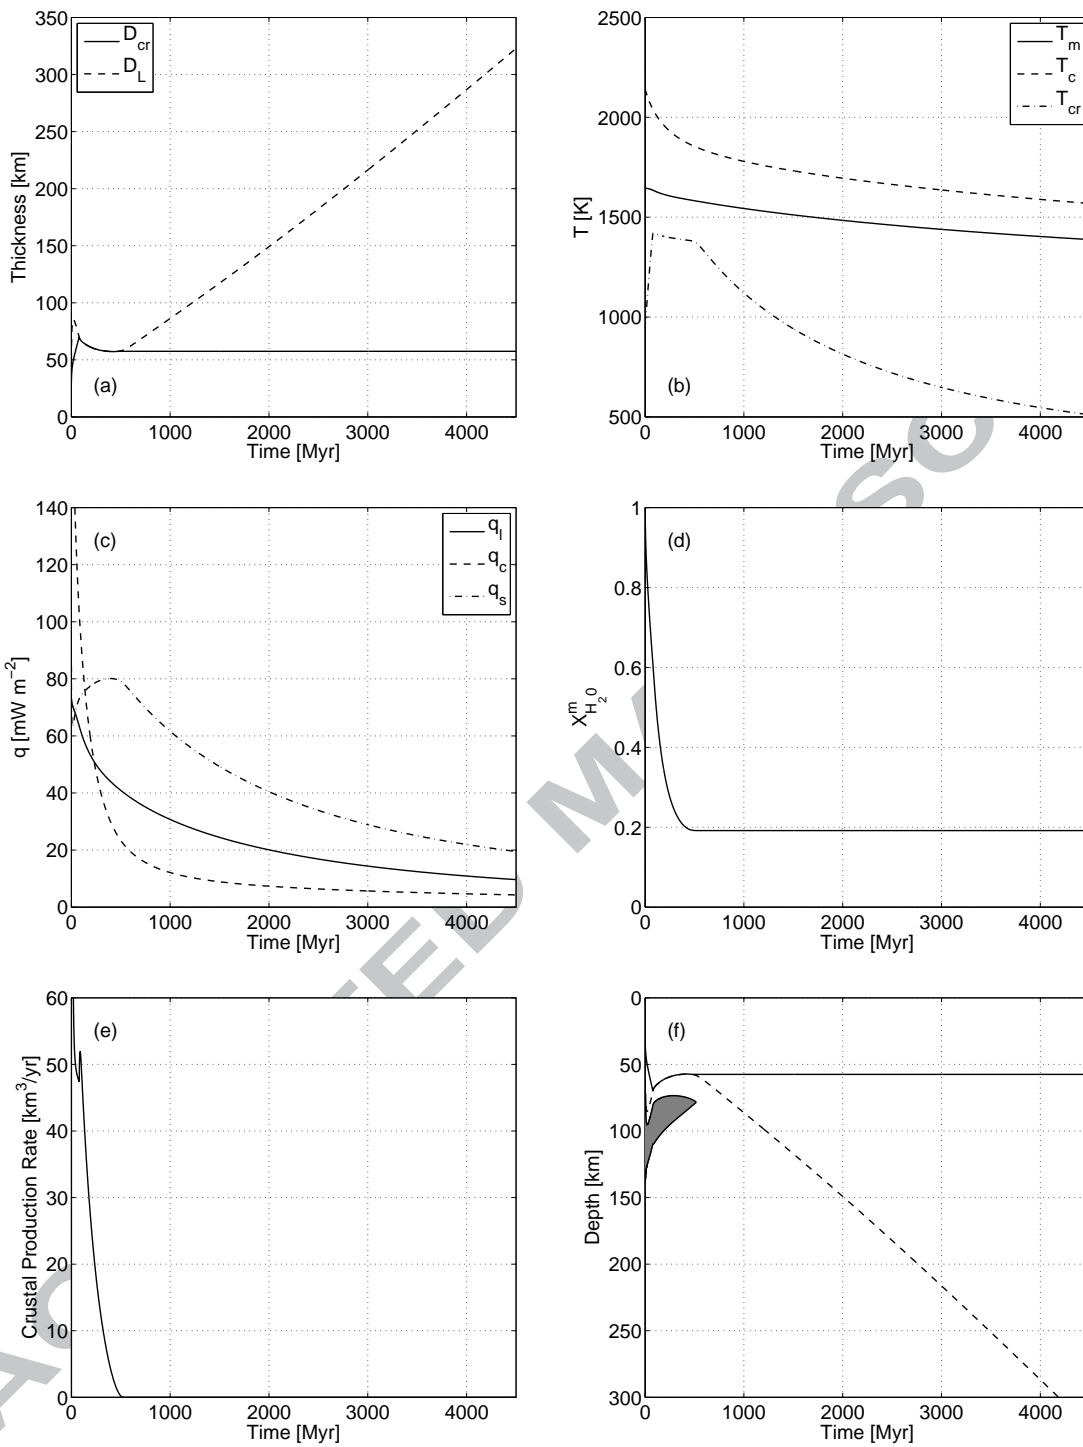 350
300
250
200
150
100
50
0
Thickness [km]
D_cr
D_L
(a)
0 1000 2000 3000 4000
Time [Myr]
2500
2000
1500
1000
500
T [K]
T_m
T_c
T_cr
(b)
0 1000 2000 3000 4000
Time [Myr]
140
120
100
80
60
40
20
0
q [mW m^−2]
(c)
q_l
q_c
q_s
0 1000 2000 3000 4000
Time [Myr]
1
0.8
0.6
0.4
0.2
0
X^m_H_2 0
(d)
0 1000 2000 3000 4000
Time [Myr]
60
50
40
30
20
10
0
Crustal Production Rate [km^3/yr]
(e)
0 1000 2000 3000 4000
Time [Myr]
0
50
100
150
200
250
300
Depth [km]
(f)
0 1000 2000 3000 4000
Time [Myr]